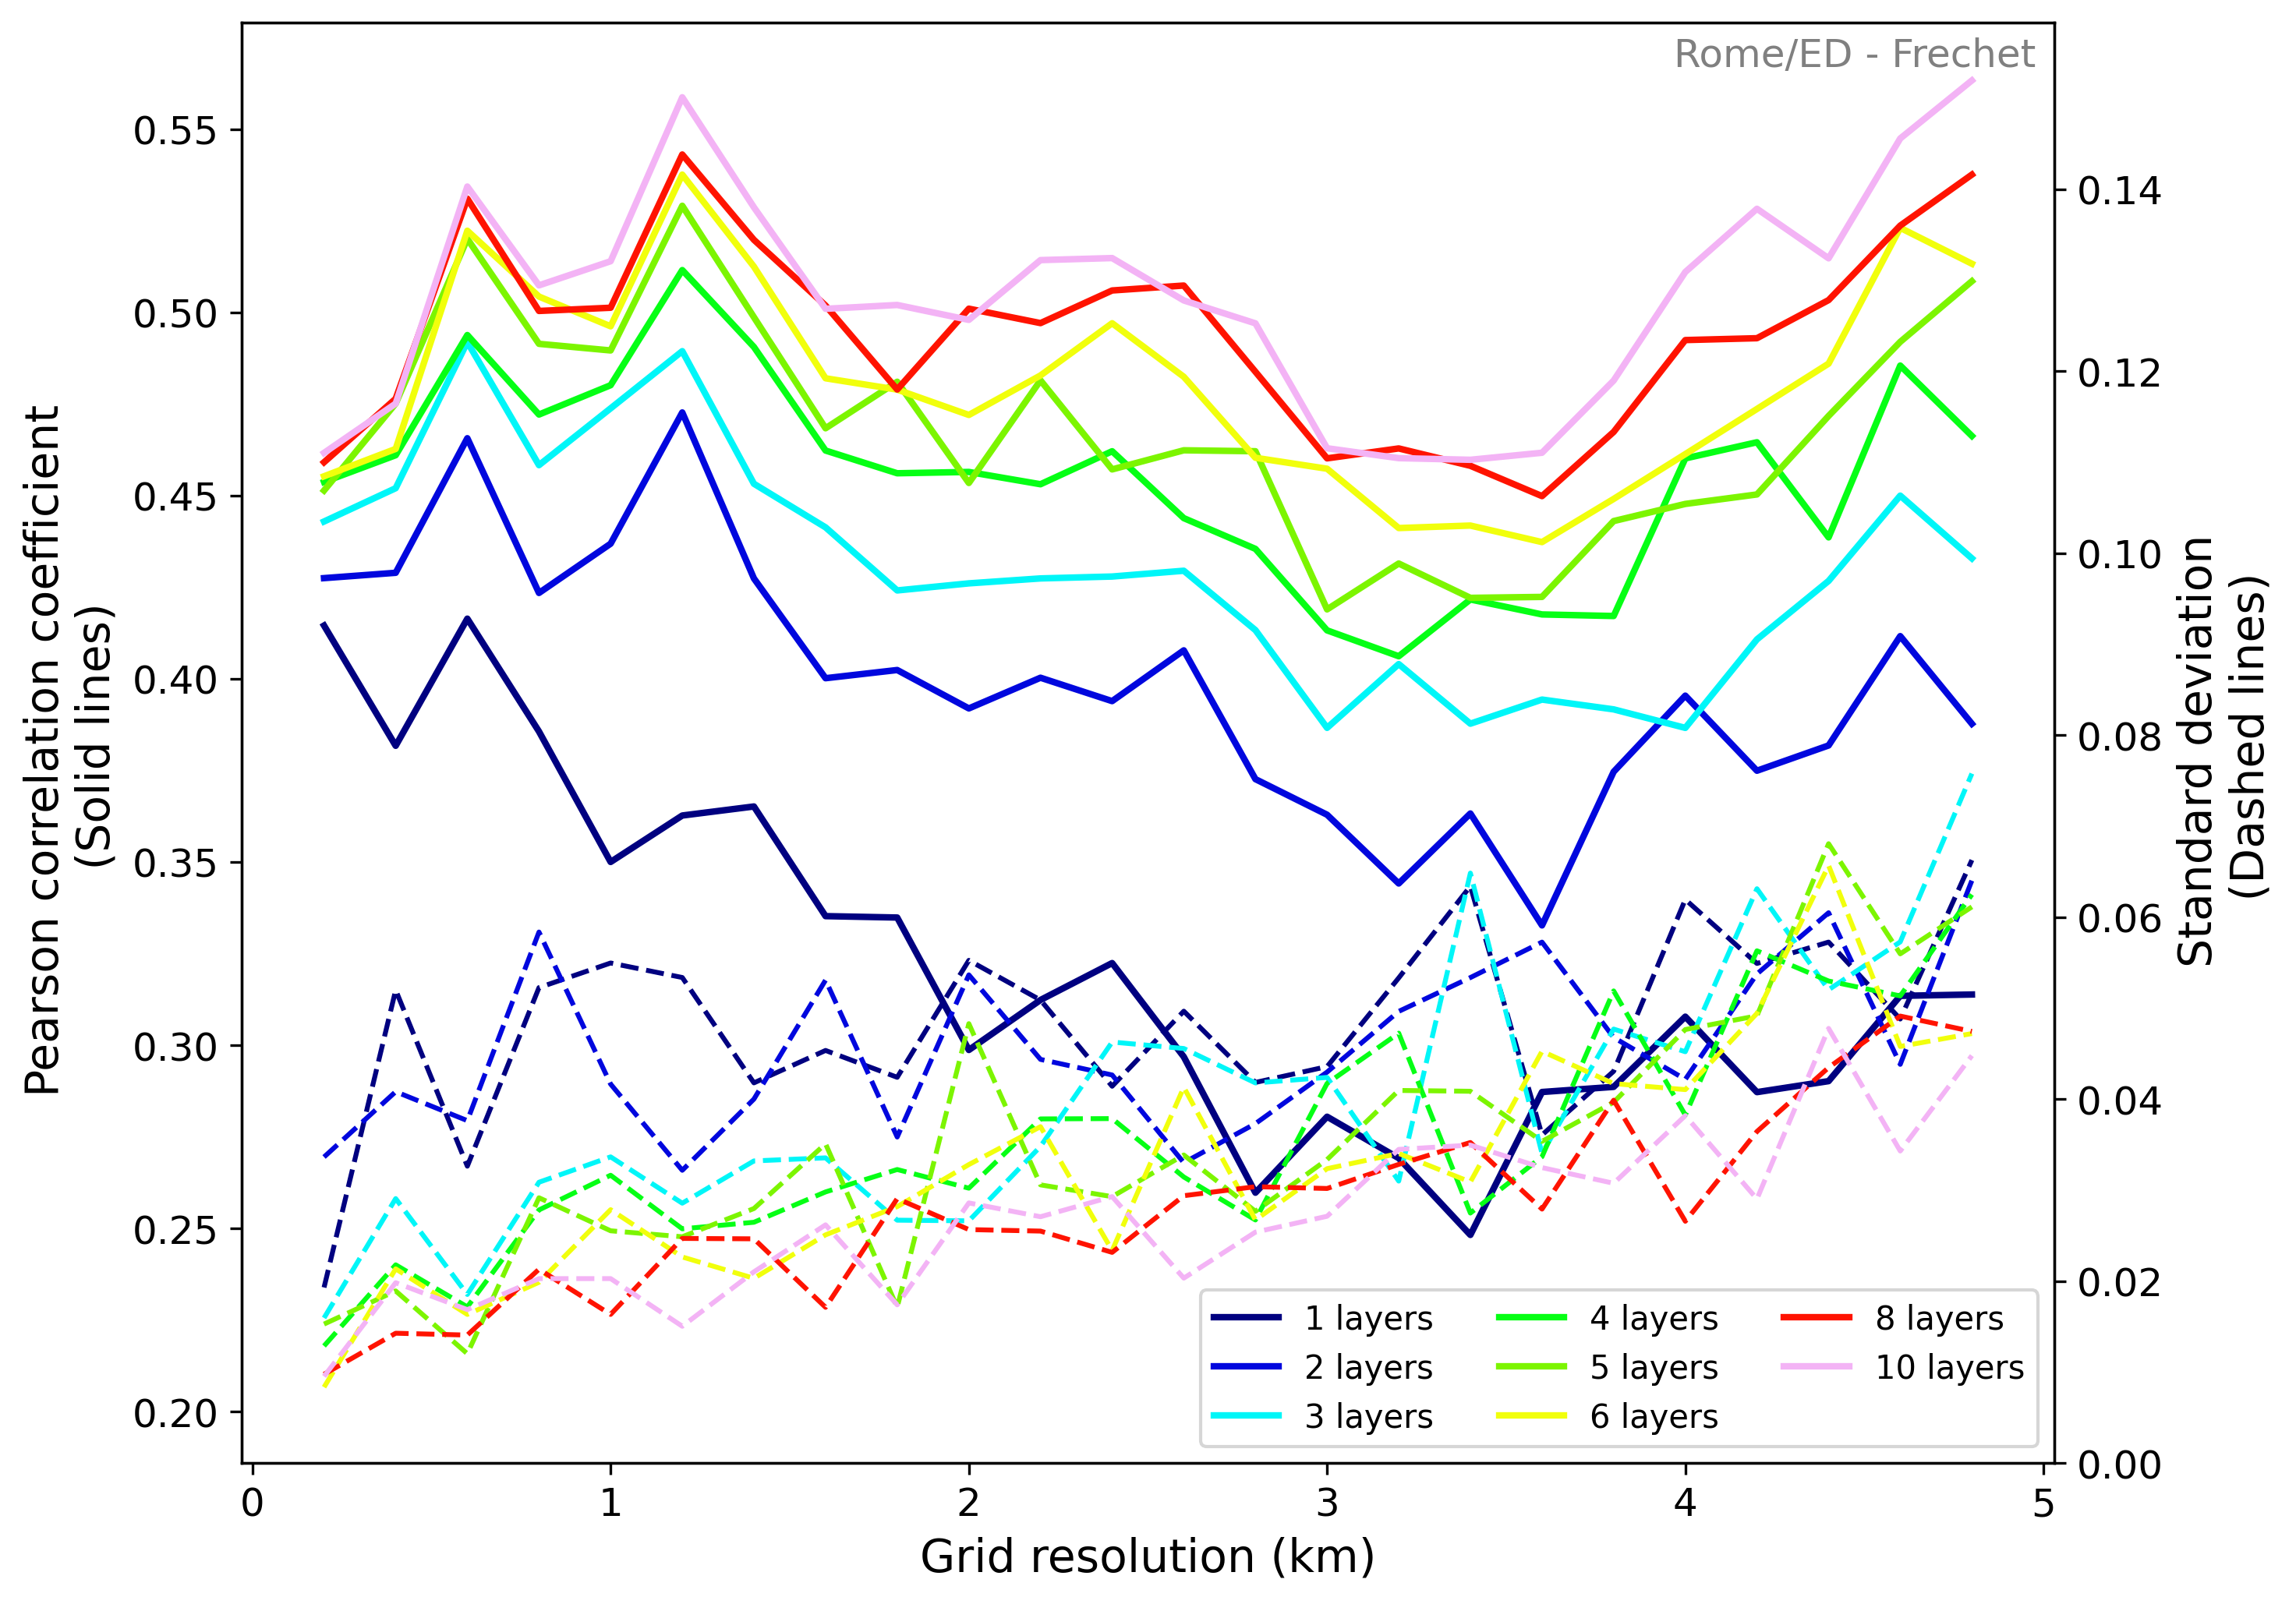 Rome/ED - Frechet
Pearson correlation coefficient
(Solid lines)
0.55
0.50
0.45
0.40
0.35
0.30
0.25
0.20
Standard deviation
(Dashed lines)
0.14
0.12
0.10
0.08
0.06
0.04
0.02
0.00
1 layers
2 layers
3 layers
4 layers
5 layers
6 layers
8 layers
10 layers
0 1 2 3 4 5
Grid resolution (km)